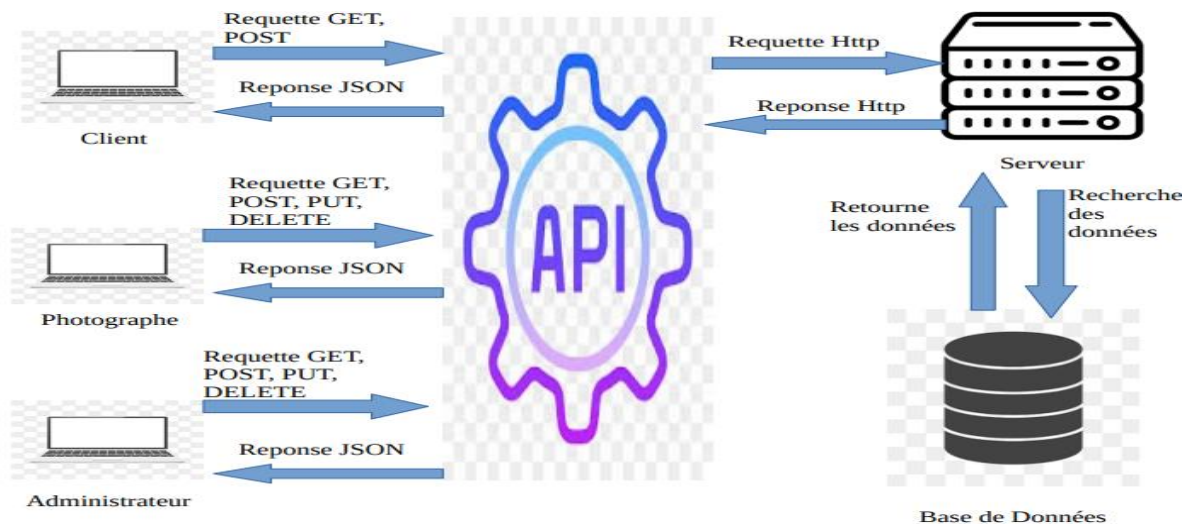 Requette GET,
POST
Reponse JSON
Client
Requette GET,
POST, PUT,
DELETE
Reponse JSON
Photographe
Requette GET,
POST, PUT,
DELETE
Reponse JSON
Administrateur
API
Requette Http
Reponse Http
Serveur
Retourne
les données
Recherche
des
données
Base de Données